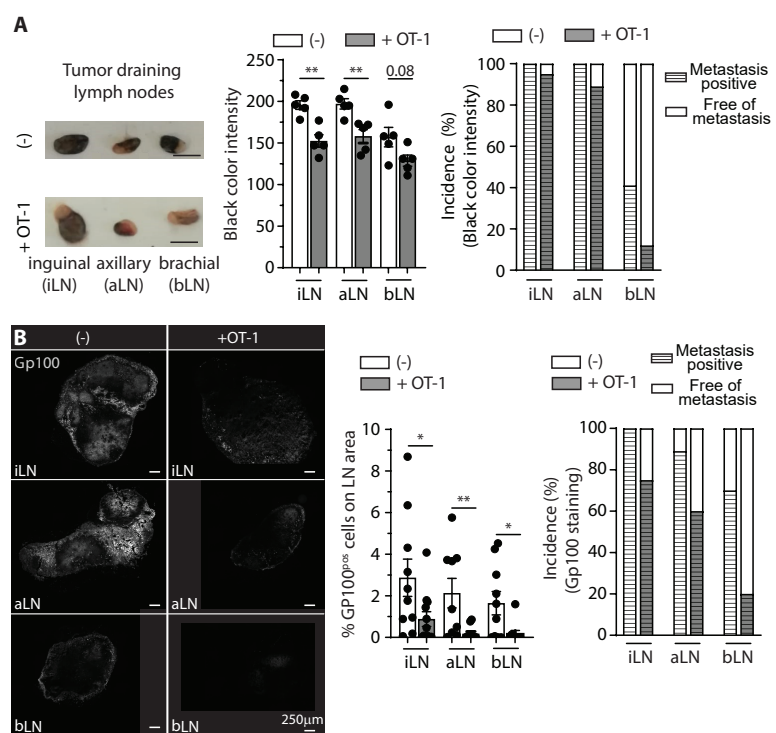 A
Tumor draining
lymph nodes
(-)
+ OT-1
inguinal axillary brachial
(iLN) (aLN) (bLN)
(-) + OT-1
Black color intensity
250
200
150
100
50
0
** ** 0.08
iLN aLN bLN
(-) + OT-1
Metastasis
positive
Free of
metastasis
Incidence (%)
(Black color intensity)
100
80
60
40
20
0
iLN aLN bLN
B
(-) +OT-1
Gp100
iLN iLN
aLN aLN
bLN bLN
250μm
(-)
+ OT-1
% GP100pos cells on LN area
10
8
6
4
2
0
* ** *
iLN aLN bLN
(-)
+ OT-1
Metastasis
positive
Free of
metastasis
Incidence (%)
(Gp100 staining)
100
80
60
40
20
0
iLN aLN bLN